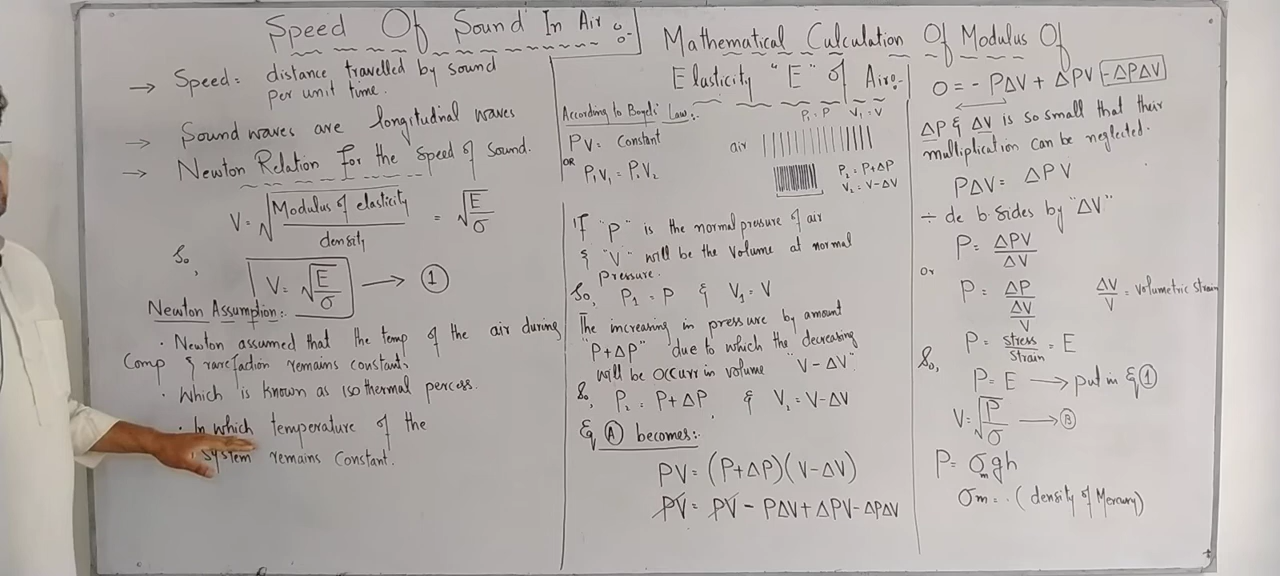 Speed Of Sound In Air :-
→ Speed = distance travelled by sound
per unit time.
→ Sound waves are longitudnal waves
→ Newton Relation For the Speed of Sound.
V = √(Modulus of elasticity / density) = √(E/σ)
So,
V = √(E/σ) → ①
Newton Assumption:-
· Newton assumed that the temp of the air during
Comp & rarefaction remains constant.
· Which is known as isothermal percess.
· In which temperature of the
system remains Constant.
Mathematical Calculation Of Modulus Of
Elasticity "E" of Air:-
According to Boyels' Law:-
PV = Constant
OR
P₁V₁ = P₂V₂
P₁ = P V₁ = V
air
P₂ = P+ΔP
V₂ = V-ΔV
If "P" is the normal pressure of air
& "V" will be the Volume at normal
Pressure.
So, P₁ = P & V₁ = V
The increasing in pressure by amount
"P+ΔP" due to which the decreasing
will be occurr in volume "V-ΔV"
So, P₂ = P+ΔP, & V₂ = V-ΔV
Eq Ⓐ becomes:-
PV = (P+ΔP)(V-ΔV)
PV = PV - PΔV + ΔPV - ΔPΔV
0 = - PΔV + ΔPV - ΔPΔV
ΔP & ΔV is so small that their
multiplication can be neglected.
PΔV = ΔPV
÷ de b·sides by "ΔV"
P = ΔPV / ΔV
or
P = ΔP / (ΔV/V) ΔV/V = volumetric strain
P = stress / strain = E
So,
P = E → put in Eq ①
V = √(P/σ) → Ⓑ
P = σm gh
σm = (density of Mercury)